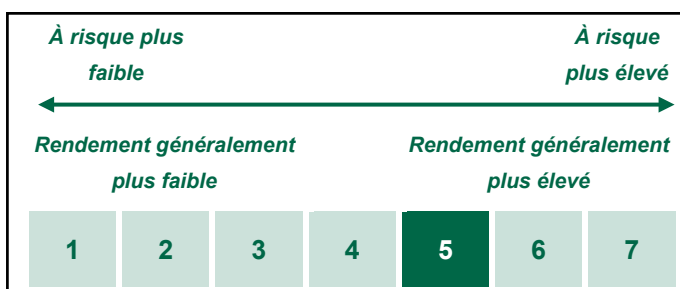 À risque plus
faible
À risque
plus élevé
Rendement généralement
plus faible
Rendement généralement
plus élevé
1 2 3 4 5 6 7